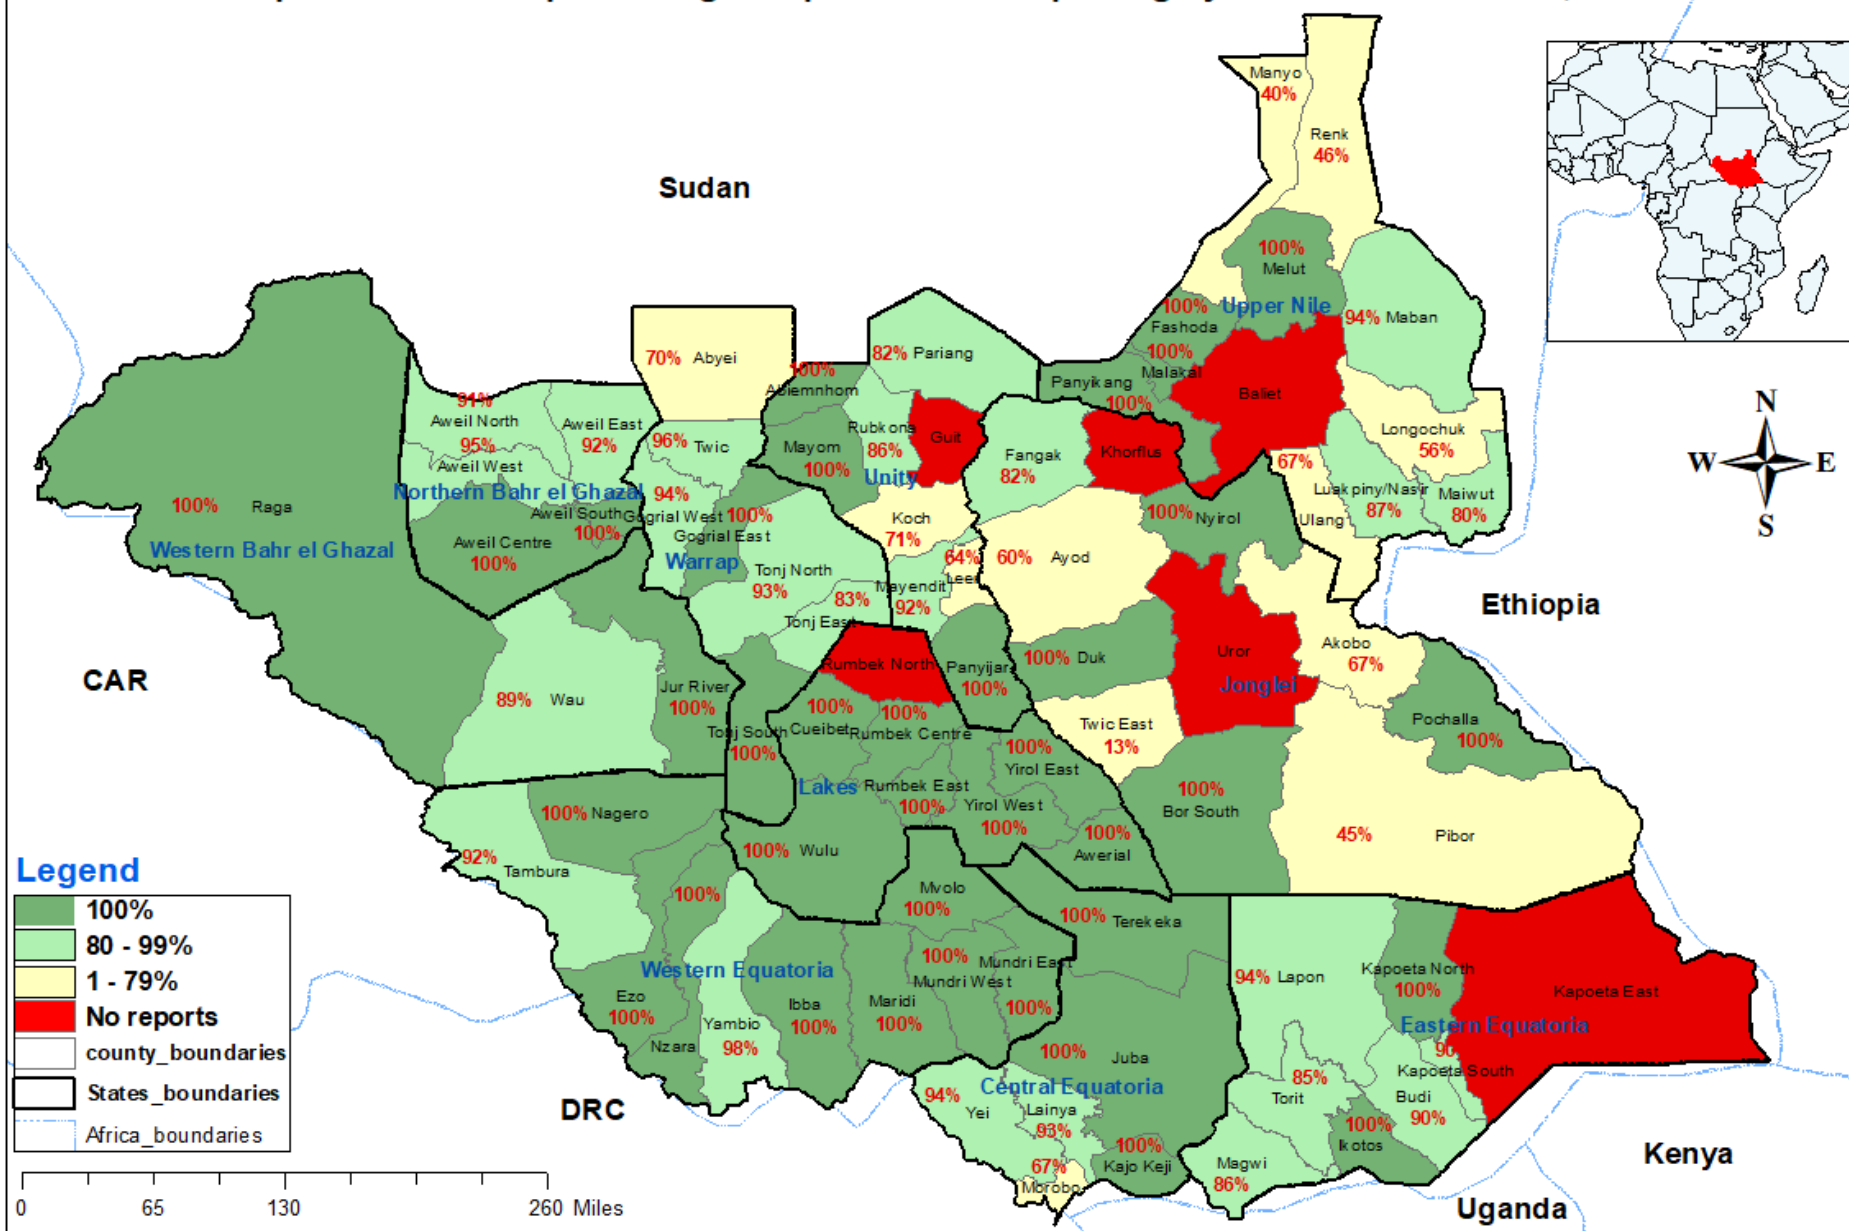 Sudan
Manyo
40%
Renk
46%
100%
Melut
Upper Nile
100%
Fashoda
94% Maban
100%
Malakal
Panyikang
100%
Baliet
70% Abyei
100%
Abiemnhom
82% Pariang
Rubkona
86%
Guit
Mayom
100%
Unity
Fangak
82%
Khorflus
Longochuk
56%
67%
Luakpiny/Nasir
87%
Maiwut
80%
Ulang
N
W
E
S
91%
Aweil North
95%
Aweil West
Aweil East
92%
96% Twic
Northern Bahr el Ghazal
94%
Gogrial West
100%
Gogrial East
Aweil South
100%
Aweil Centre
100%
100% Raga
Western Bahr el Ghazal
Warrap
Tonj North
93%
83%
Tonj East
Koch
71%
64%
Leer
Mayendit
92%
60% Ayod
100% Nyirol
Ethiopia
CAR
89% Wau
Jur River
100%
Rumbek North
Panyijar
100%
100% Duk
Uror
Jonglei
Akobo
67%
Pochalla
100%
Tonj South
100%
100%
Cueibet
100%
Rumbek Centre
100%
Yirol East
Twic East
13%
Lakes
Rumbek East
100%
Yirol West
100%
100%
Awerial
100%
Bor South
45% Pibor
100% Nagero
92%
Tambura
100% Wulu
100%
Mvolo
100%
100% Terekeka
Western Equatoria
100%
Mundri West
Mundri East
100%
Ezo
100%
Nzara
Yambio
98%
Ibba
100%
Maridi
100%
94% Lapon
Kapoeta North
100%
Kapoeta East
Eastern Equatoria
90
Kapoeta South
100% Juba
Central Equatoria
94%
Yei
Lainya
93%
67%
Morobo
100%
Kajo Keji
85%
Torit
Budi
90%
100%
Ikotos
Magwi
86%
DRC
Kenya
Uganda
Legend
100%
80 - 99%
1 - 79%
No reports
county_boundaries
States_boundaries
Africa_boundaries
0 65 130 260 Miles